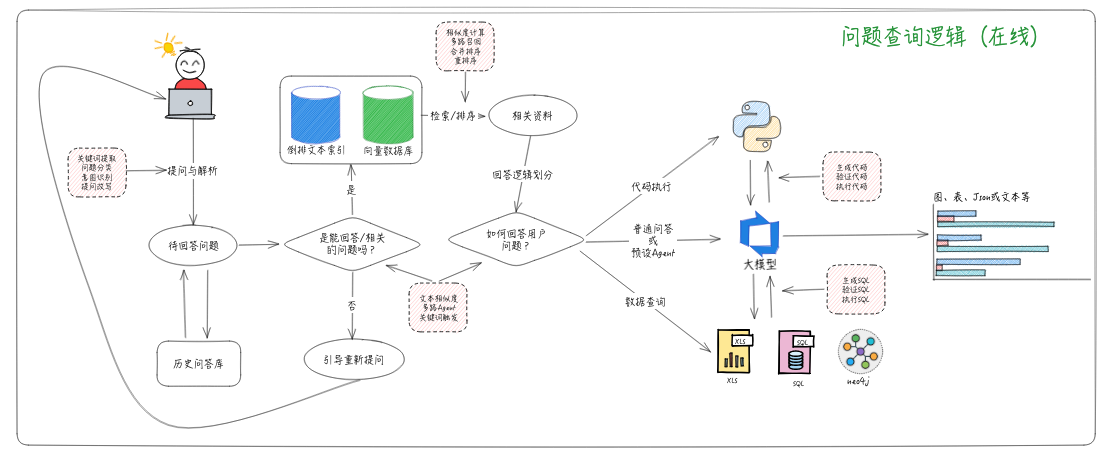 问题查询逻辑（在线）
相似度计算
多路召回
合并排序
重排序
关键词提取
问题分类
意图识别
提问改写
提问与解析
倒排文本索引
向量数据库
检索/排序
相关资料
回答逻辑划分
是
待回答问题
是能回答/相关
的问题吗？
如何回答用户
问题？
否
文本相似度
多路Agent
关键词触发
历史问答库
引导重新提问
代码执行
普通问答
或
预设Agent
数据查询
生成代码
验证代码
执行代码
大模型
生成SQL
验证SQL
执行SQL
XLS
XLS
SQL
SQL
neo4j
图、表、Json或文本等